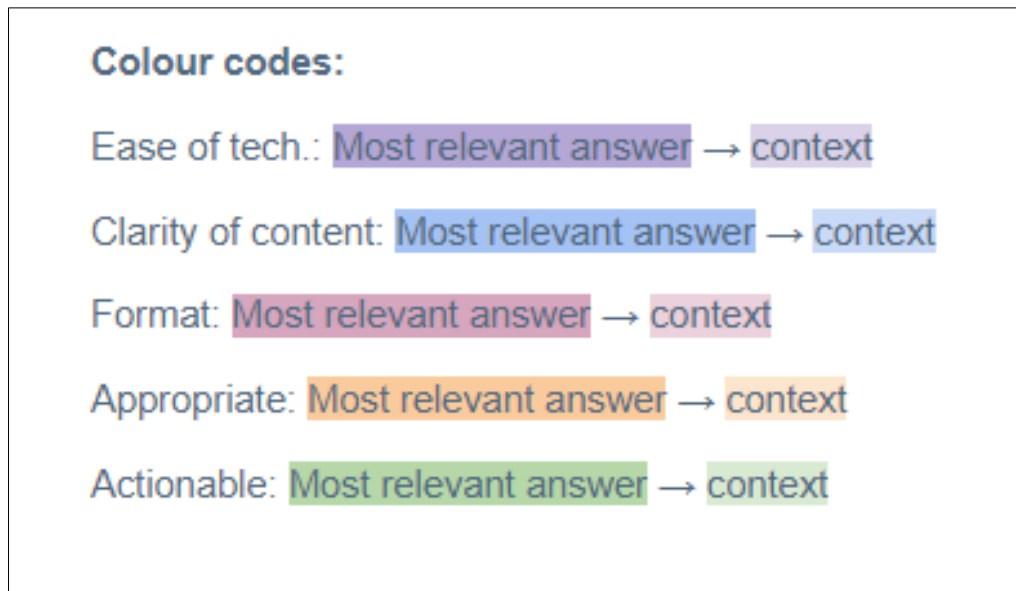 Colour codes:
Ease of tech.: Most relevant answer → context
Clarity of content: Most relevant answer → context
Format: Most relevant answer → context
Appropriate: Most relevant answer → context
Actionable: Most relevant answer → context